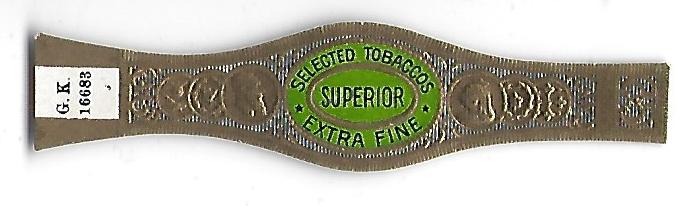 G. K.
16683
SELECTED TOBACCOS
SUPERIOR
* EXTRA FINE *